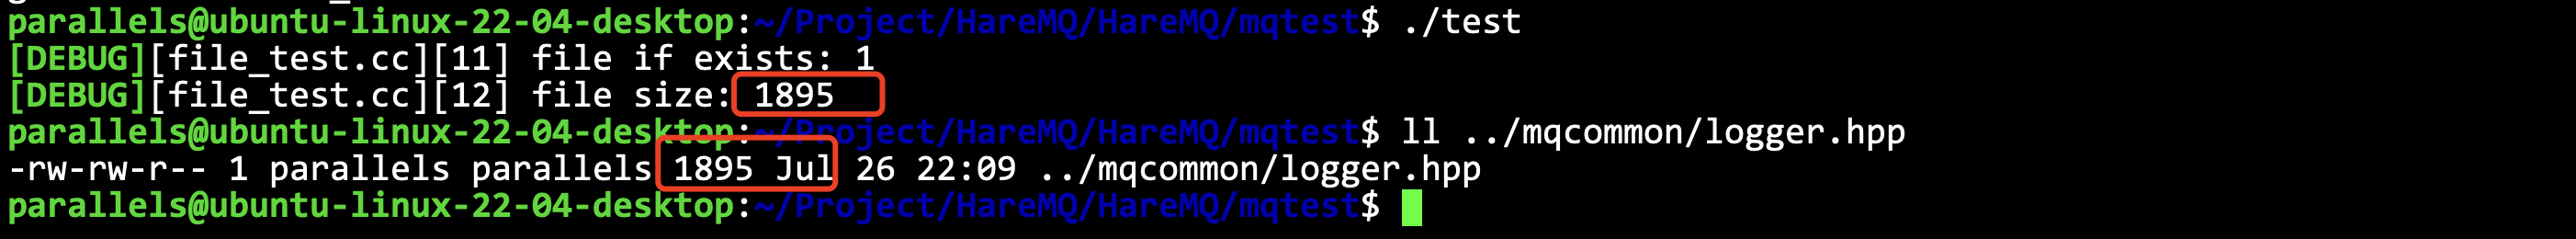 parallels@ubuntu-linux-22-04-desktop:~/Project/HareMQ/HareMQ/mqtest$ ./test
[DEBUG][file_test.cc][11] file if exists: 1
[DEBUG][file_test.cc][12] file size: 1895
parallels@ubuntu-linux-22-04-desktop:~/Project/HareMQ/HareMQ/mqtest$ ll ../mqcommon/logger.hpp
-rw-rw-r-- 1 parallels parallels 1895 Jul 26 22:09 ../mqcommon/logger.hpp
parallels@ubuntu-linux-22-04-desktop:~/Project/HareMQ/HareMQ/mqtest$